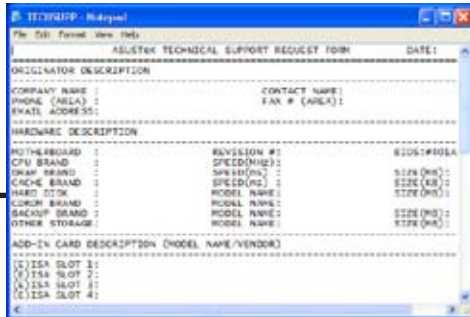 TECHSUPP - Notepad
File Edit Format View Help
ASUSTeK TECHNICAL SUPPORT REQUEST FORM DATE:
ORIGINATOR DESCRIPTION
COMPANY NAME : CONTACT NAME:
PHONE (AREA) : FAX # (AREA):
EMAIL ADDRESS:
HARDWARE DESCRIPTION
MOTHERBOARD : REVISION #: BIOS:#401A
CPU BRAND : SPEED(MHz):
DRAM BRAND : SPEED(ns) : SIZE(MB):
CACHE BRAND : SPEED(ns) : SIZE(KB):
HARD DISK : MODEL NAME: SIZE(MB):
CDROM BRAND : MODEL NAME:
BACKUP BRAND : MODEL NAME: SIZE(MB):
OTHER STORAGE: MODEL NAME: SIZE(MB):
ADD-IN CARD DESCRIPTION (MODEL NAME/VENDOR)
(E)ISA SLOT 1:
(E)ISA SLOT 2:
(E)ISA SLOT 3:
(E)ISA SLOT 4: